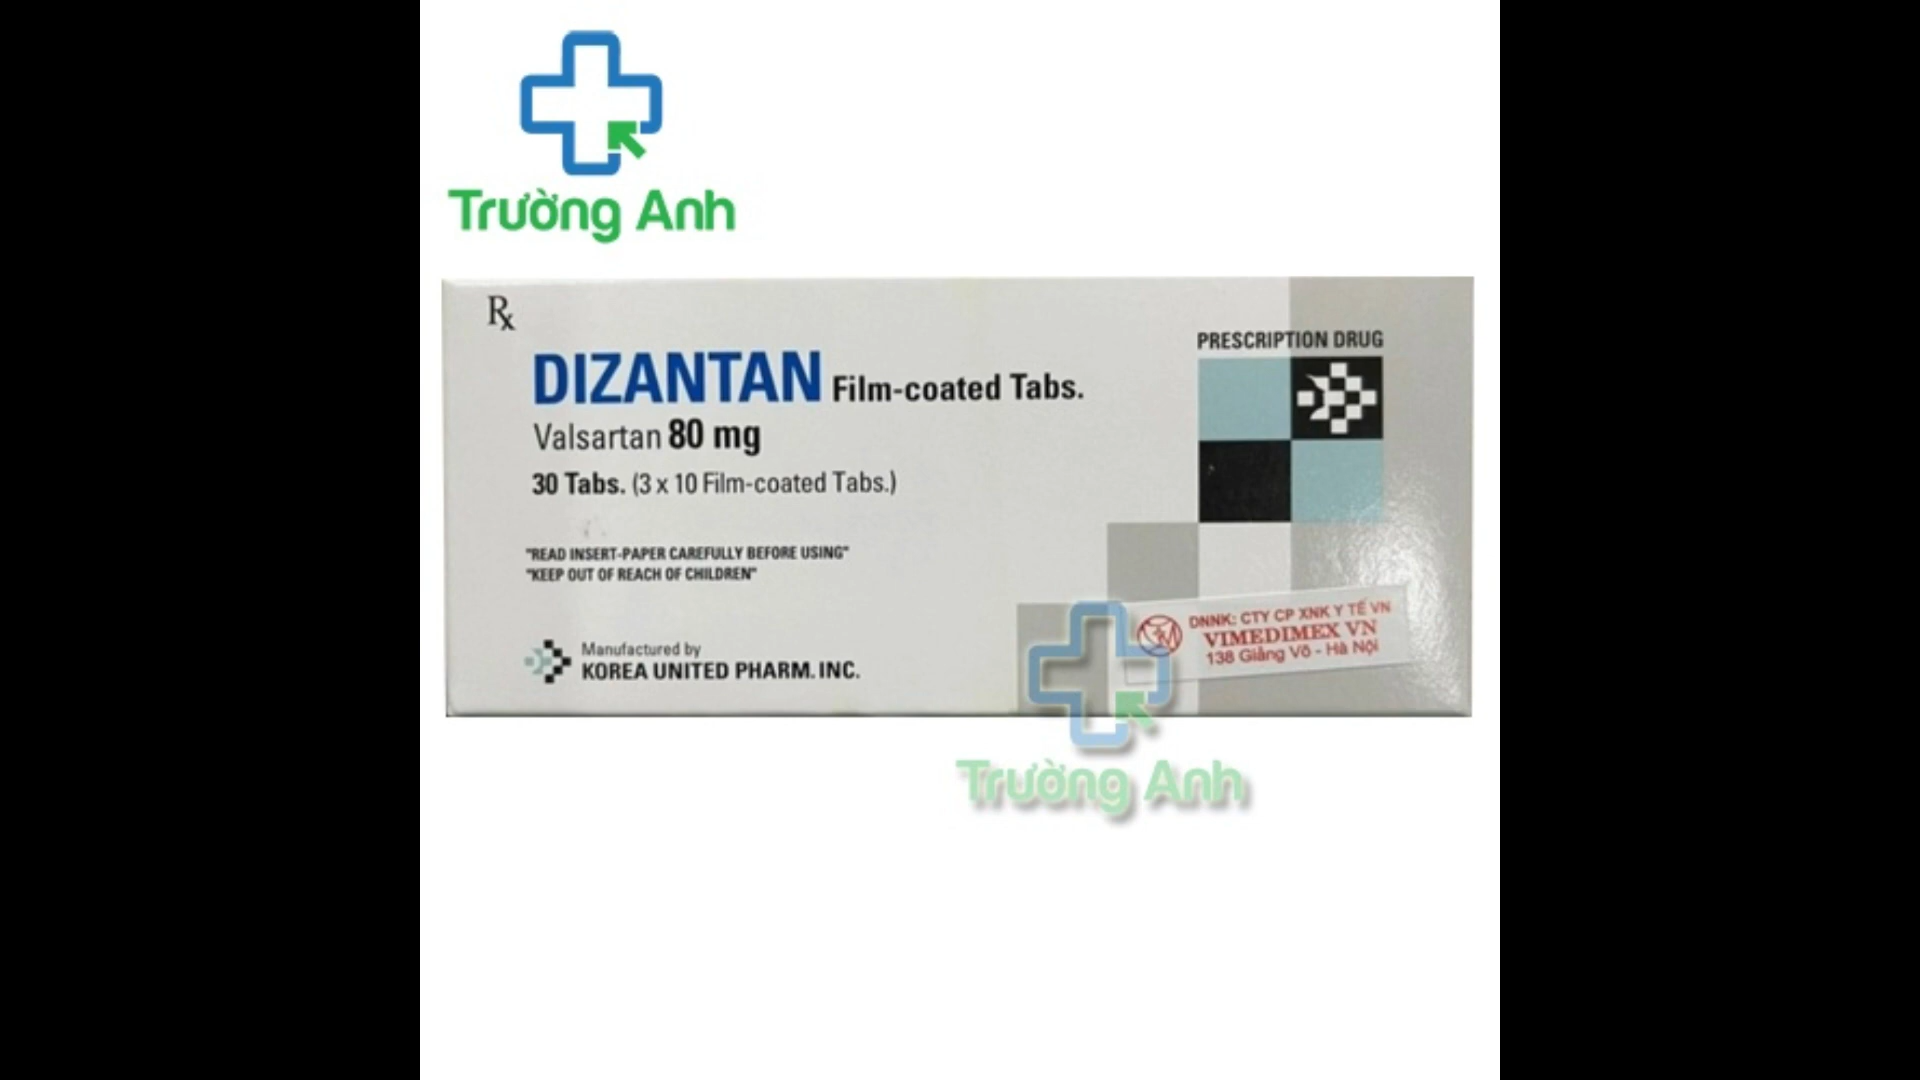 Trường Anh
Rx
PRESCRIPTION DRUG
DIZANTAN Film-coated Tabs.
Valsartan 80 mg
30 Tabs. (3 x 10 Film-coated Tabs.)
"READ INSERT-PAPER CAREFULLY BEFORE USING"
"KEEP OUT OF REACH OF CHILDREN"
Manufactured by
KOREA UNITED PHARM. INC.
DNNK: CTY CP XNK Y TẾ VN
VIMEDIMEX VN
138 Giảng Võ - Hà Nội
Trường Anh